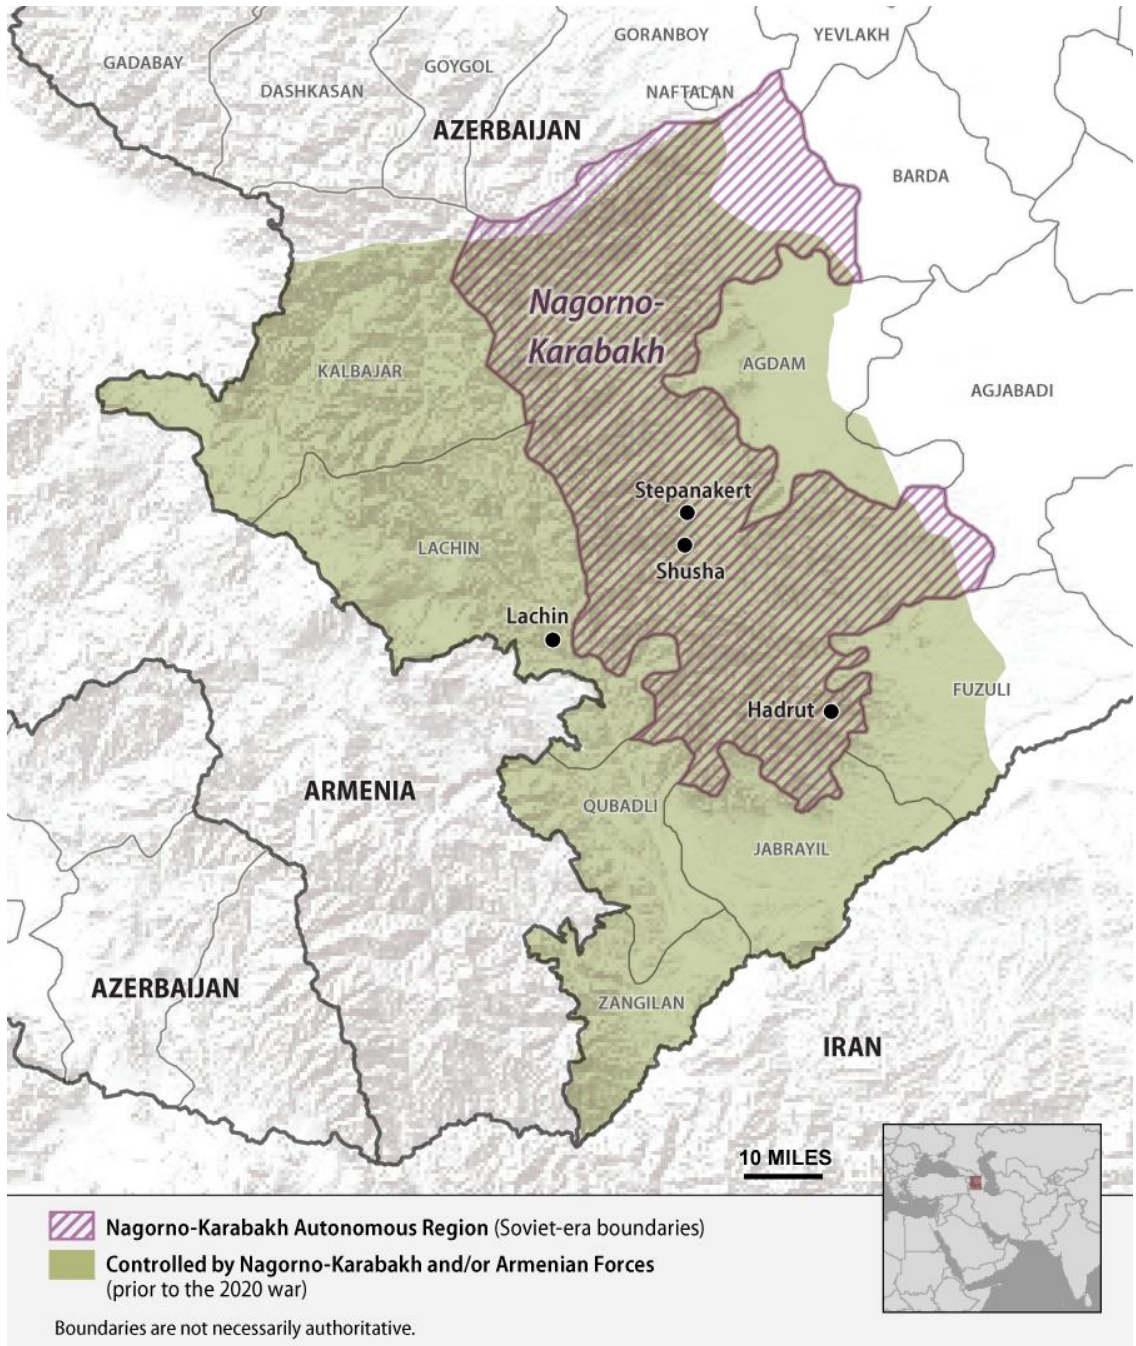 GORANBOY
YEVLAKH
GADABAY
GOYGOL
DASHKASAN
NAFTALAN
AZERBAIJAN
BARDA
Nagorno-
Karabakh
KALBAJAR
AGDAM
AGJABADI
Stepanakert
LACHIN
Shusha
Lachin
FUZULI
Hadrut
ARMENIA
QUBADLI
JABRAYIL
AZERBAIJAN
ZANGILAN
IRAN
10 MILES
Nagorno-Karabakh Autonomous Region (Soviet-era boundaries)
Controlled by Nagorno-Karabakh and/or Armenian Forces
(prior to the 2020 war)
Boundaries are not necessarily authoritative.